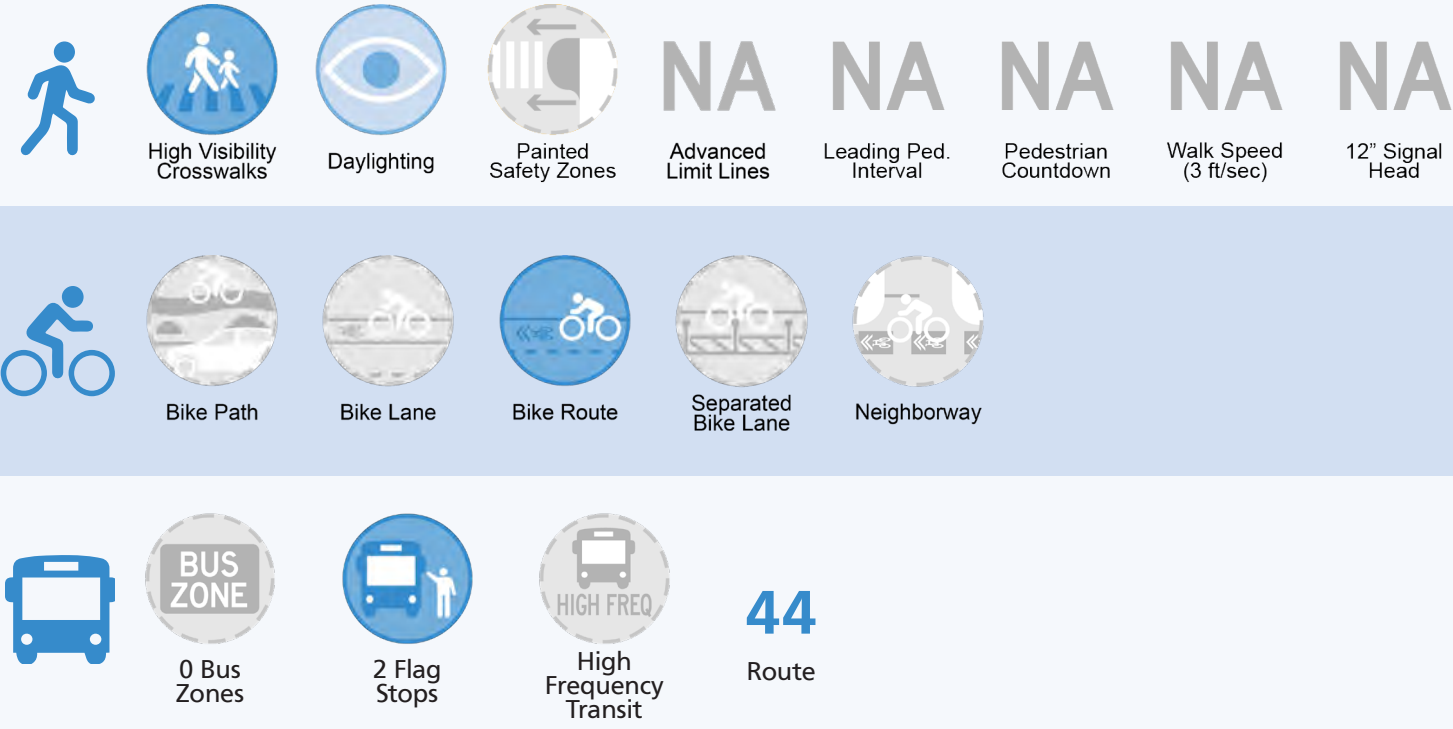 NA NA NA NA NA
High Visibility
Crosswalks
Daylighting
Painted
Safety Zones
Advanced
Limit Lines
Leading Ped.
Interval
Pedestrian
Countdown
Walk Speed
(3 ft/sec)
12” Signal
Head
Bike Path
Bike Lane
Bike Route
Separated
Bike Lane
Neighborway
BUS
ZONE
HIGH FREQ
44
0 Bus
Zones
2 Flag
Stops
High
Frequency
Transit
Route